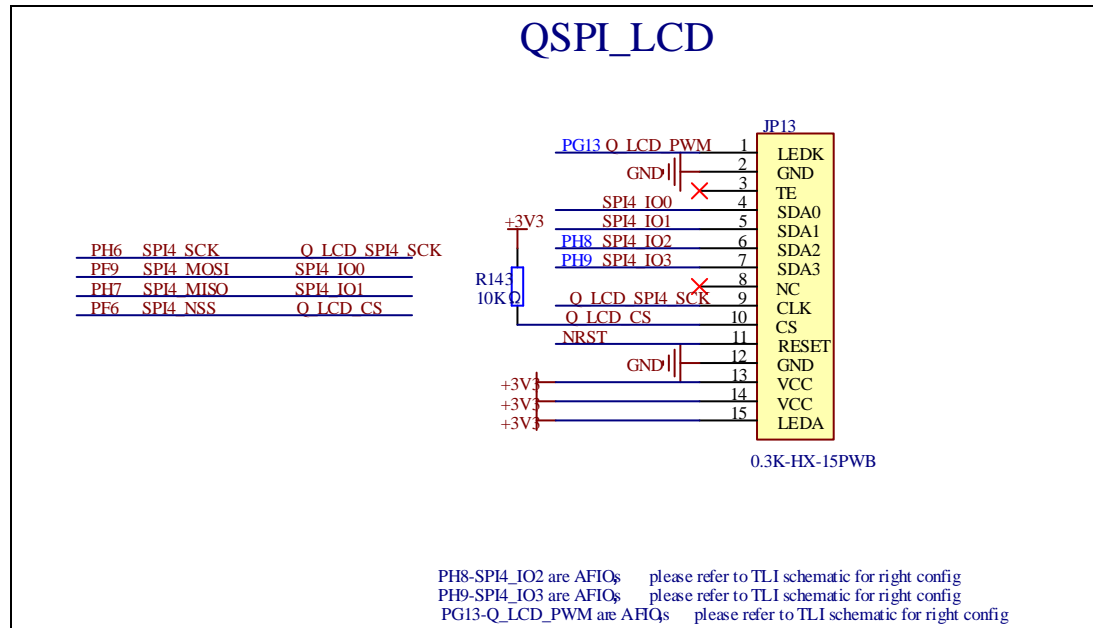 QSPI_LCD
JP13
PG13 Q_LCD_PWM 1 LEDK
GND 2 GND
3 TE
SPI4_IO0 4 SDA0
+3V3 SPI4_IO1 5 SDA1
PH8 SPI4_IO2 6 SDA2
PH9 SPI4_IO3 7 SDA3
8 NC
Q_LCD_SPI4_SCK 9 CLK
Q_LCD_CS 10 CS
NRST 11 RESET
GND 12 GND
+3V3 13 VCC
+3V3 14 VCC
+3V3 15 LEDA
R143
10KΩ
PH6 SPI4_SCK Q_LCD_SPI4_SCK
PF9 SPI4_MOSI SPI4_IO0
PH7 SPI4_MISO SPI4_IO1
PF6 SPI4_NSS Q_LCD_CS
0.3K-HX-15PWB
PH8-SPI4_IO2 are AFIOs, please refer to TLI schematic for right config
PH9-SPI4_IO3 are AFIOs, please refer to TLI schematic for right config
PG13-Q_LCD_PWM are AFIOs, please refer to TLI schematic for right config